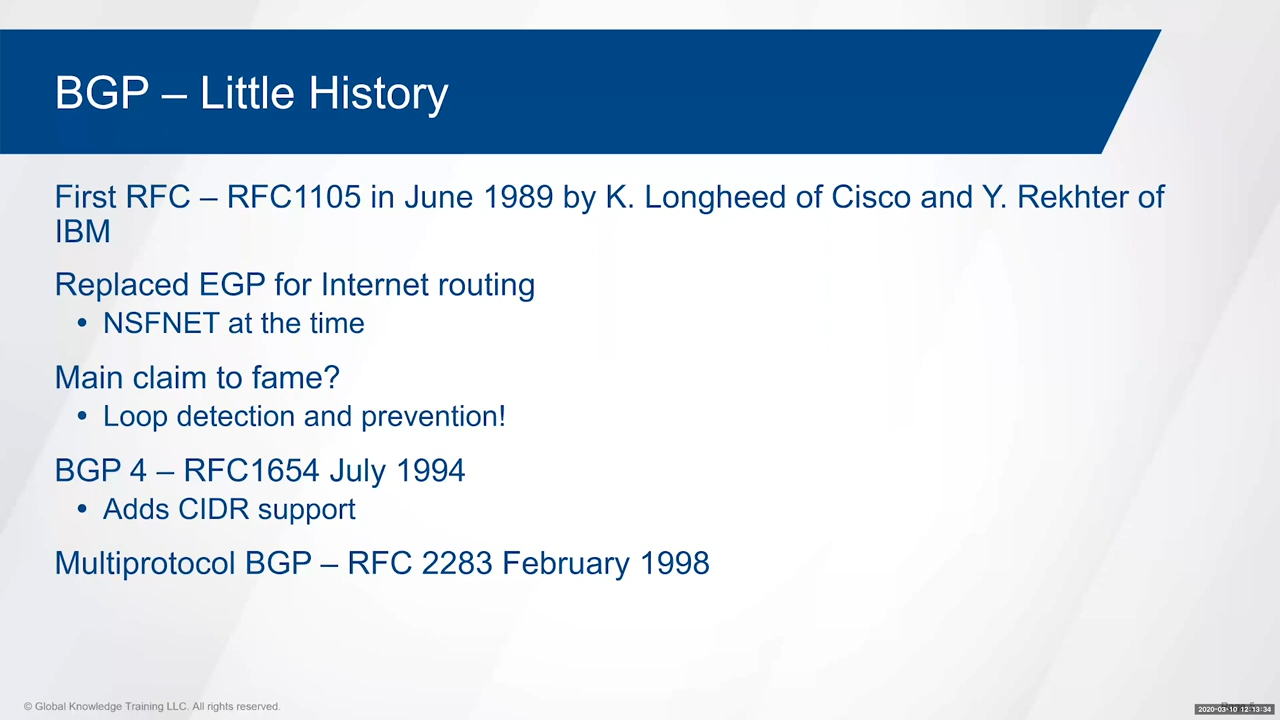 BGP – Little History
First RFC – RFC1105 in June 1989 by K. Longheed of Cisco and Y. Rekhter of
IBM
Replaced EGP for Internet routing
• NSFNET at the time
Main claim to fame?
• Loop detection and prevention!
BGP 4 – RFC1654 July 1994
• Adds CIDR support
Multiprotocol BGP – RFC 2283 February 1998
© Global Knowledge Training LLC. All rights reserved.
2020-03-10 12:13:34